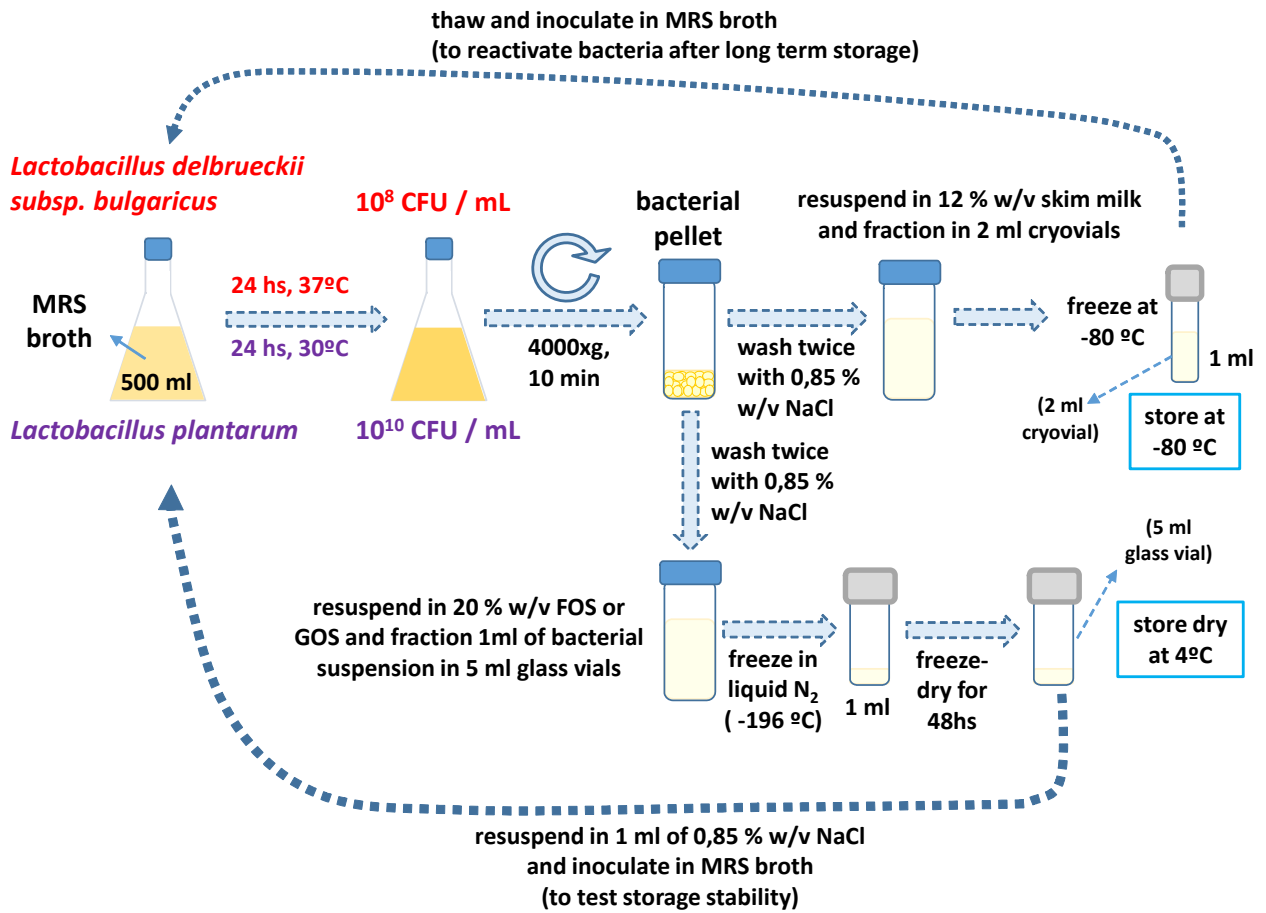 thaw and inoculate in MRS broth
(to reactivate bacteria after long term storage)
Lactobacillus delbrueckii
subsp. bulgaricus
10⁸ CFU / mL
bacterial
pellet
resuspend in 12 % w/v skim milk
and fraction in 2 ml cryovials
MRS
broth
500 ml
24 hs, 37ºC
24 hs, 30ºC
4000xg,
10 min
wash twice
with 0,85 %
w/v NaCl
freeze at
-80 ºC
1 ml
(2 ml
cryovial)
store at
-80 ºC
Lactobacillus plantarum
10¹⁰ CFU / mL
wash twice
with 0,85 %
w/v NaCl
(5 ml
glass vial)
resuspend in 20 % w/v FOS or
GOS and fraction 1ml of bacterial
suspension in 5 ml glass vials
freeze in
liquid N₂
( -196 ºC)
1 ml
freeze-
dry for
48hs
store dry
at 4ºC
resuspend in 1 ml of 0,85 % w/v NaCl
and inoculate in MRS broth
(to test storage stability)